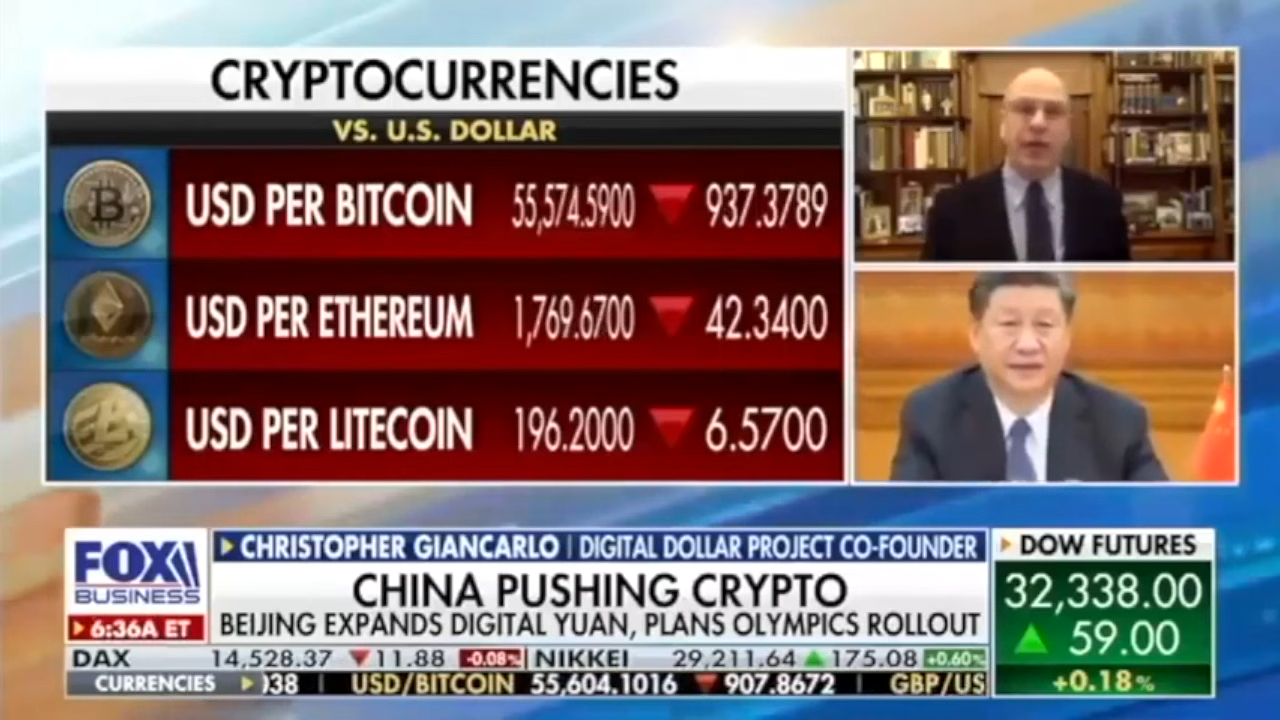 CRYPTOCURRENCIES
VS. U.S. DOLLAR
USD PER BITCOIN 55,574.5900 ▼ 937.3789
USD PER ETHEREUM 1,769.6700 ▼ 42.3400
USD PER LITECOIN 196.2000 ▼ 6.5700
FOX
BUSINESS
6:36A ET
CHRISTOPHER GIANCARLO | DIGITAL DOLLAR PROJECT CO-FOUNDER
CHINA PUSHING CRYPTO
BEIJING EXPANDS DIGITAL YUAN, PLANS OLYMPICS ROLLOUT
DOW FUTURES
32,338.00
▲ 59.00
+0.18%
DAX 14,528.37 ▼ 11.88 -0.08% | NIKKEI 29,211.64 ▲ 175.08 +0.60%
CURRENCIES 38 | USD/BITCOIN 55,604.1016 ▼ 907.8672 | GBP/US